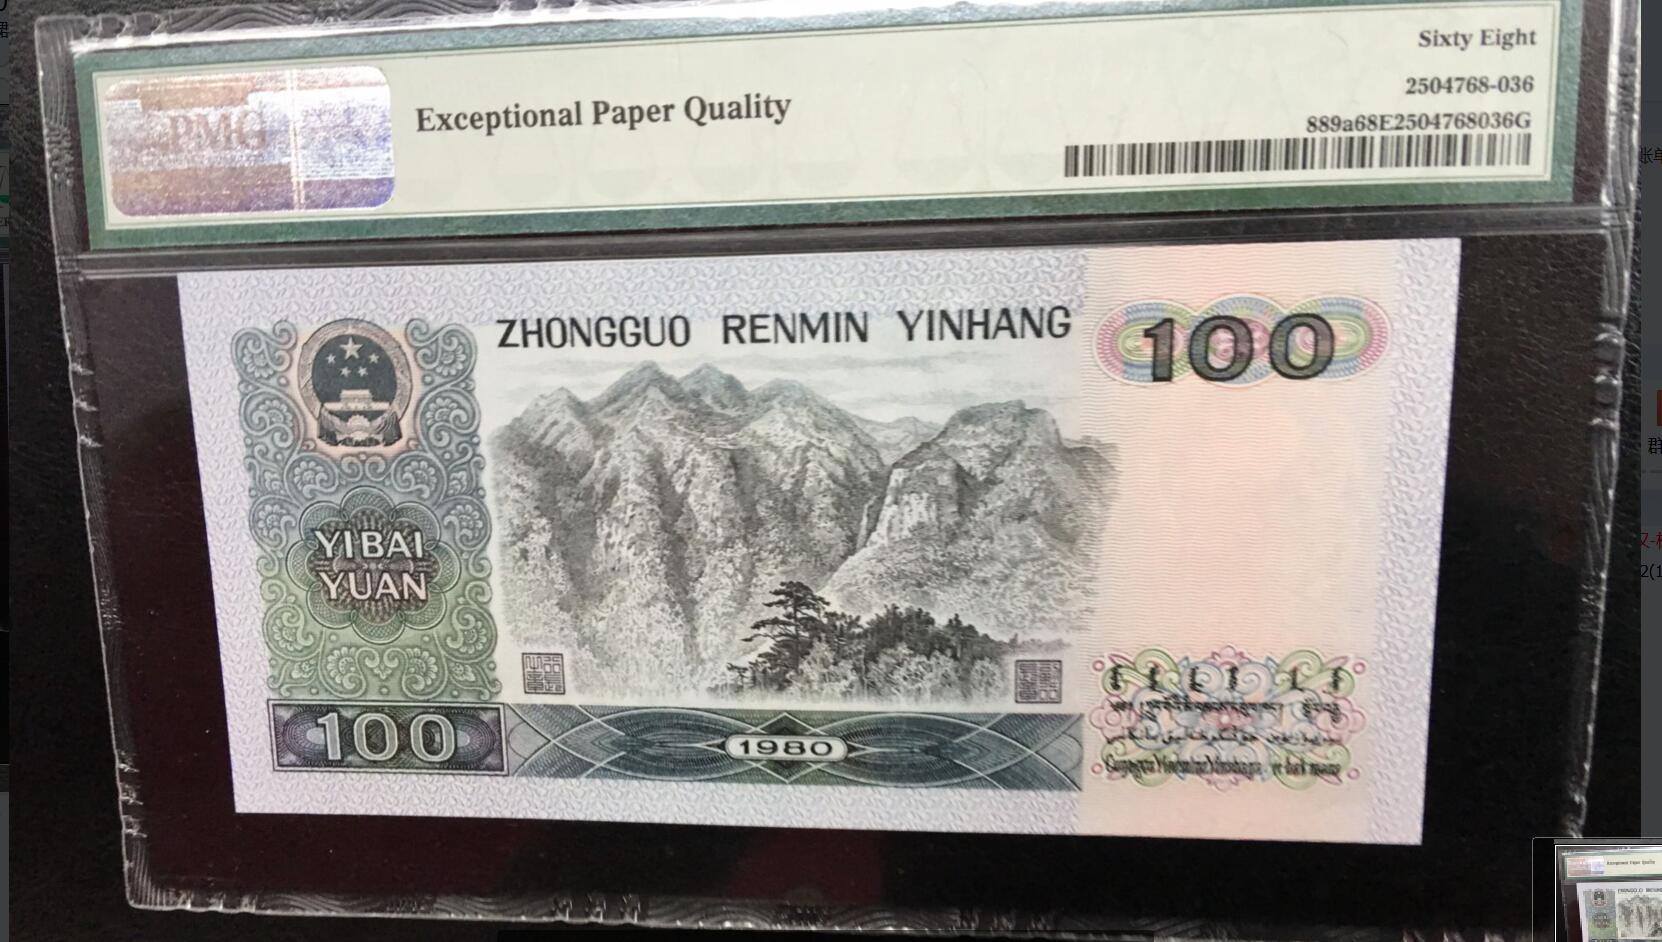 Sixty Eight
2504768-036
889a68E2504768036G
PMG
Exceptional Paper Quality
ZHONGGUO RENMIN YINHANG
100
YIBAI
YUAN
100
1980